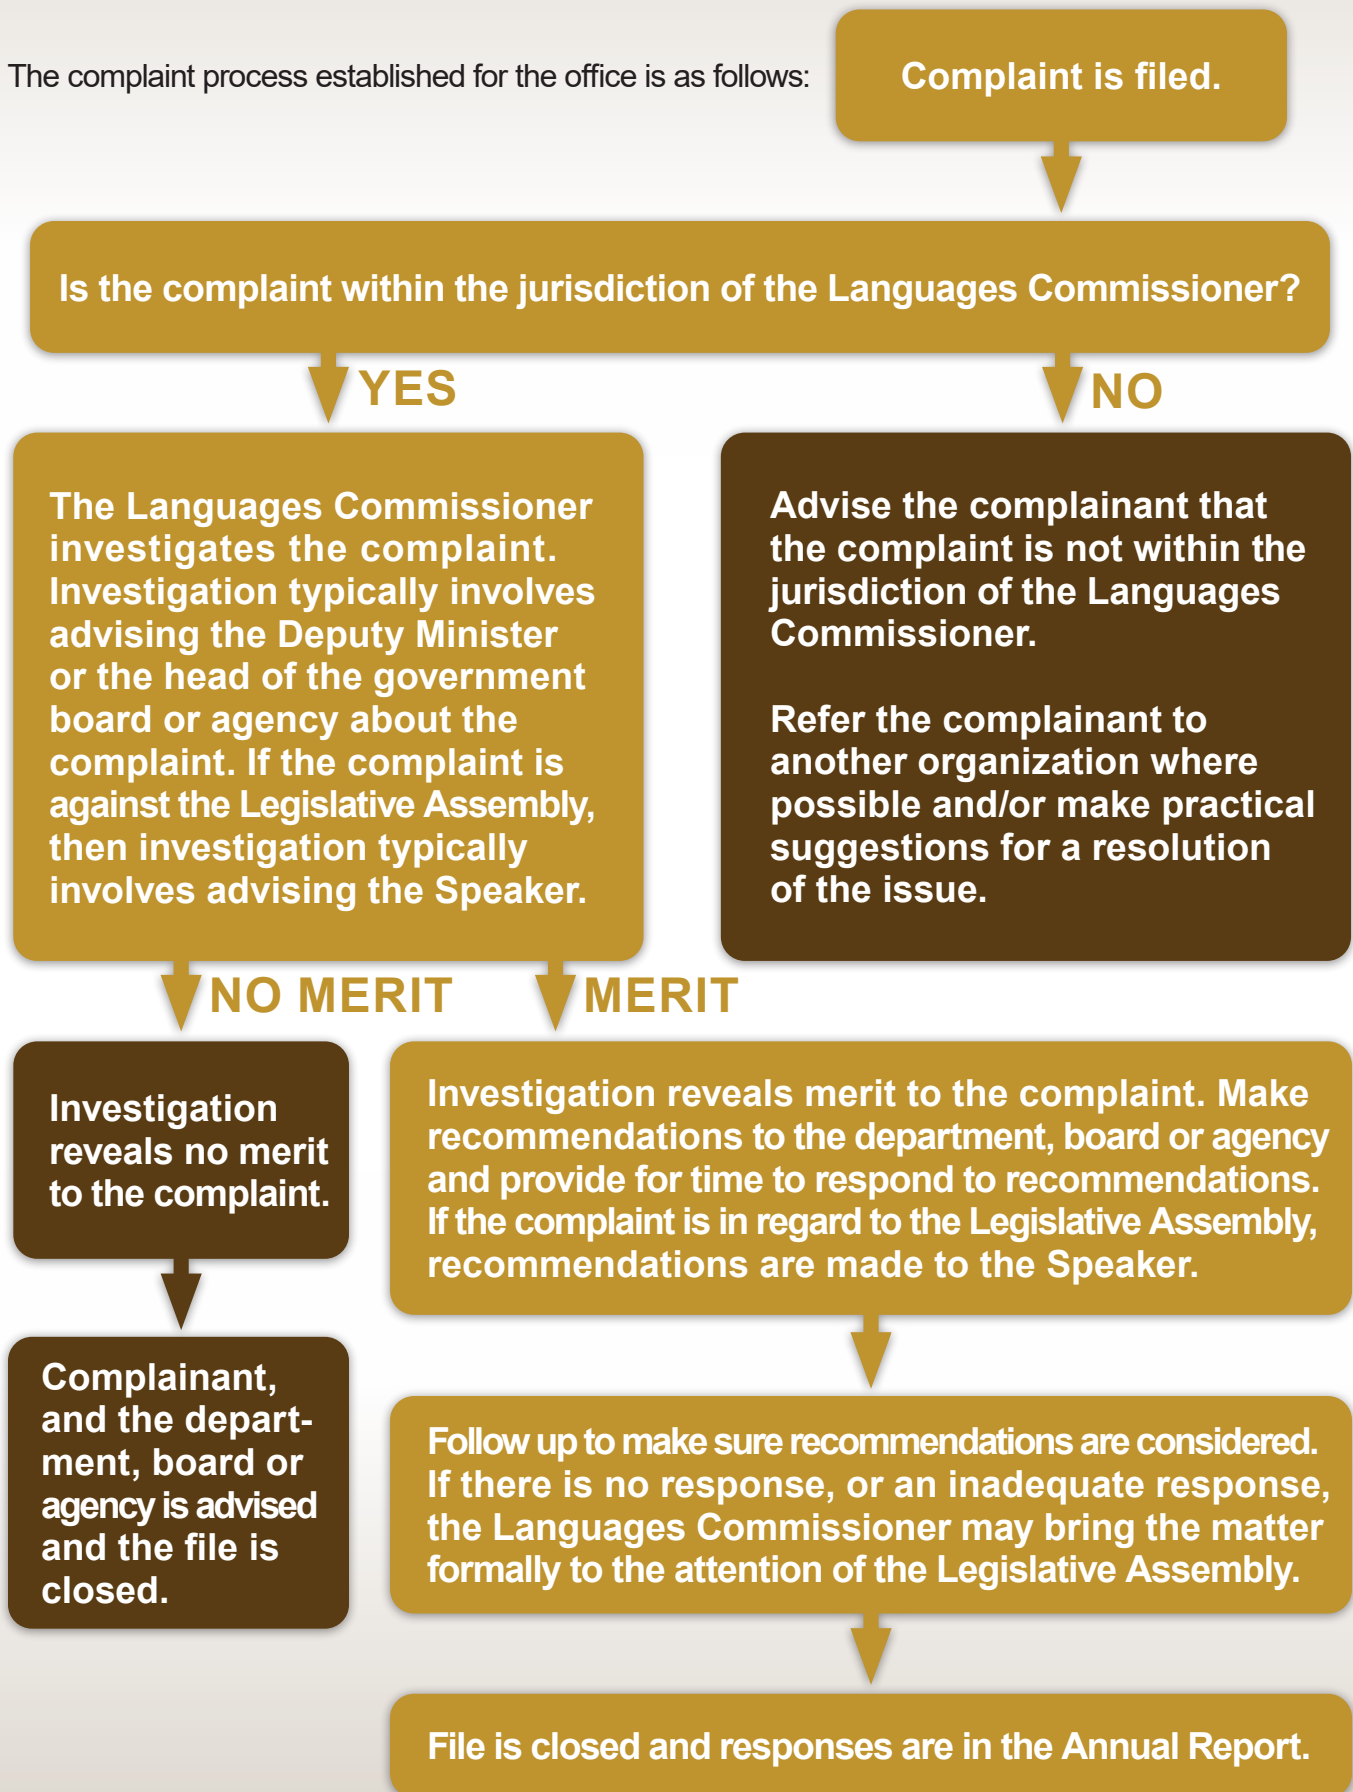 The complaint process established for the office is as follows:
Complaint is filed.
Is the complaint within the jurisdiction of the Languages Commissioner?
YES
NO
The Languages Commissioner
investigates the complaint.
Investigation typically involves
advising the Deputy Minister
or the head of the government
board or agency about the
complaint. If the complaint is
against the Legislative Assembly,
then investigation typically
involves advising the Speaker.
Advise the complainant that
the complaint is not within the
jurisdiction of the Languages
Commissioner.
Refer the complainant to
another organization where
possible and/or make practical
suggestions for a resolution
of the issue.
NO MERIT
MERIT
Investigation
reveals no merit
to the complaint.
Complainant,
and the depart-
ment, board or
agency is advised
and the file is
closed.
Investigation reveals merit to the complaint. Make
recommendations to the department, board or agency
and provide for time to respond to recommendations.
If the complaint is in regard to the Legislative Assembly,
recommendations are made to the Speaker.
Follow up to make sure recommendations are considered.
If there is no response, or an inadequate response,
the Languages Commissioner may bring the matter
formally to the attention of the Legislative Assembly.
File is closed and responses are in the Annual Report.